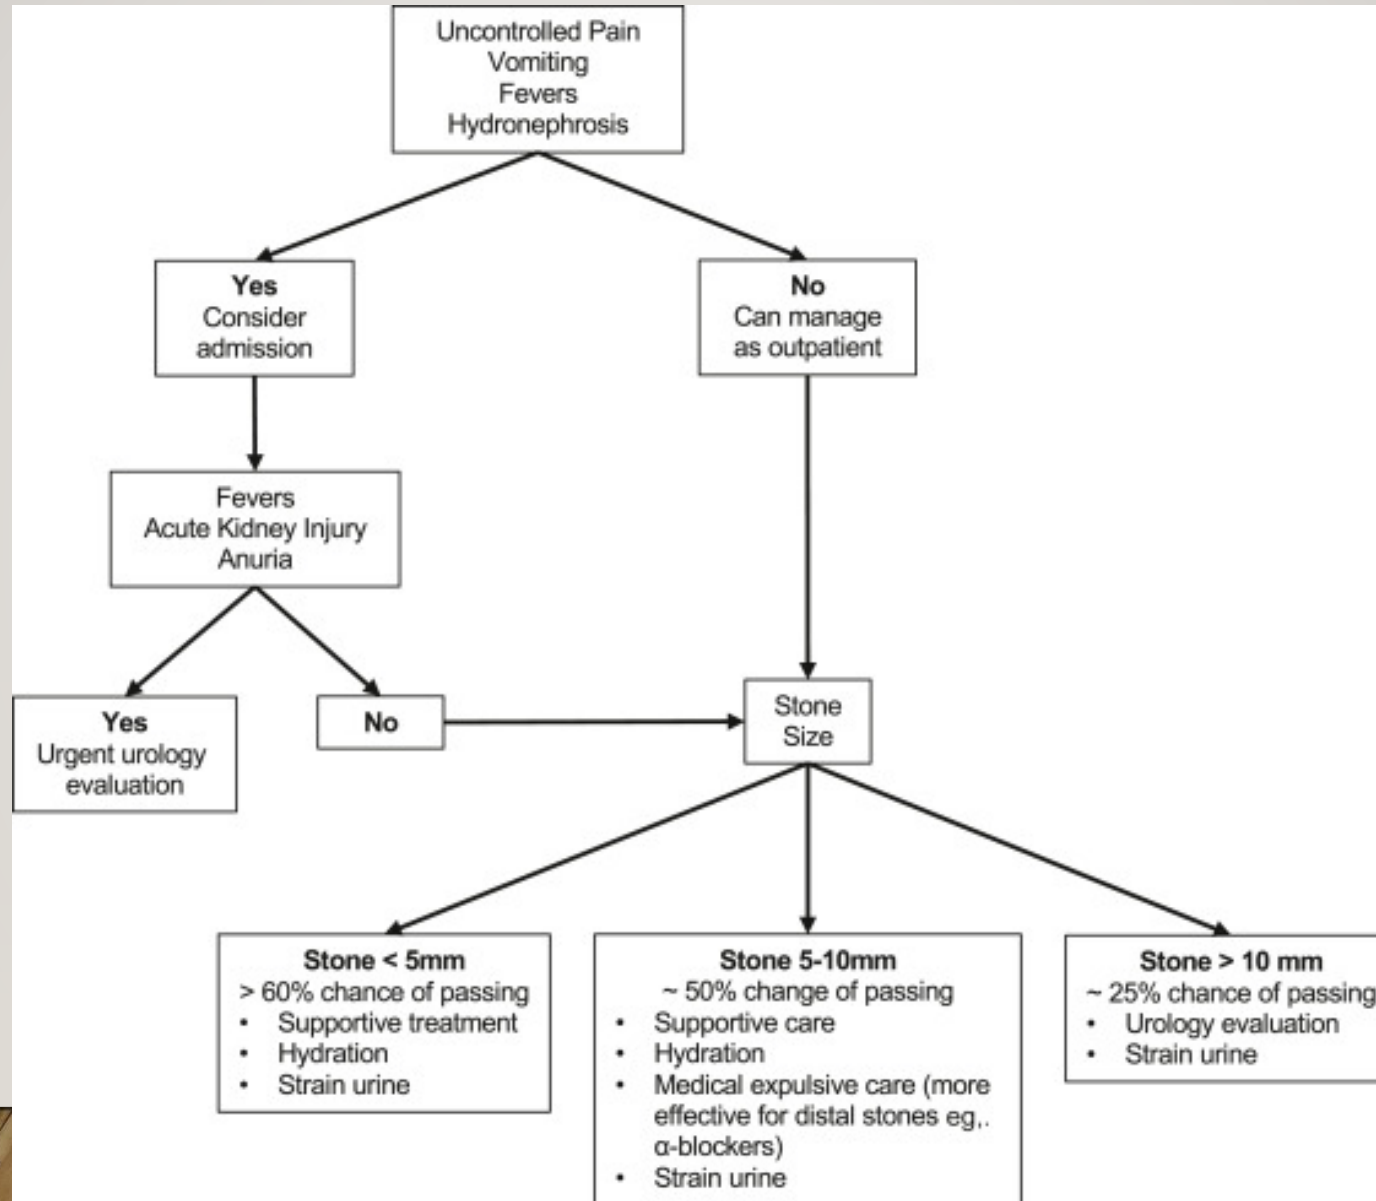 Uncontrolled Pain
Vomiting
Fevers
Hydronephrosis
Yes
Consider
admission
No
Can manage
as outpatient
Fevers
Acute Kidney Injury
Anuria
Yes
Urgent urology
evaluation
No
Stone
Size
Stone < 5mm
> 60% chance of passing
• Supportive treatment
• Hydration
• Strain urine
Stone 5-10mm
~ 50% change of passing
• Supportive care
• Hydration
• Medical expulsive care (more
effective for distal stones eg,.
α-blockers)
• Strain urine
Stone > 10 mm
~ 25% chance of passing
• Urology evaluation
• Strain urine